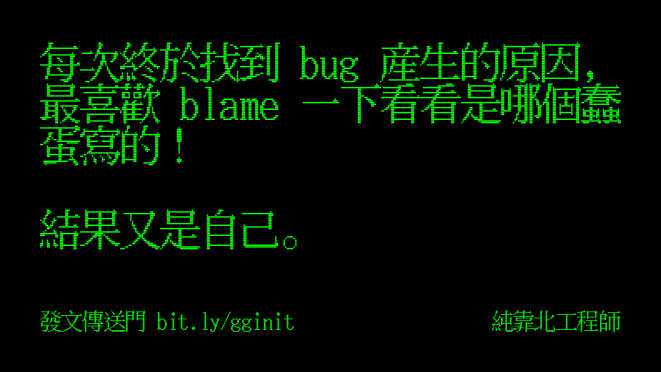 每次終於找到 bug 產生的原因，
最喜歡 blame 一下看看是哪個蠢
蛋寫的！
結果又是自己。
發文傳送門 bit.ly/gginit
純靠北工程師